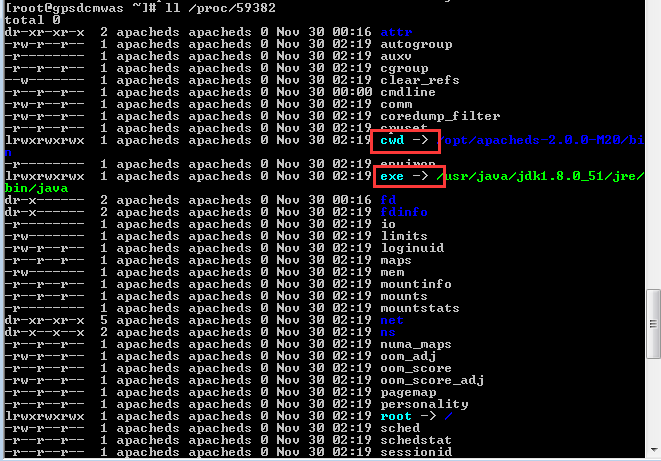 [root@gpsdcmwas ~]# ll /proc/59382
total 0
dr-xr-xr-x 2 apacheds apacheds 0 Nov 30 00:16 attr
-rw-r--r-- 1 apacheds apacheds 0 Nov 30 02:19 autogroup
-r-------- 1 apacheds apacheds 0 Nov 30 02:19 auxv
-r--r--r-- 1 apacheds apacheds 0 Nov 30 02:19 cgroup
--w------- 1 apacheds apacheds 0 Nov 30 02:19 clear_refs
-r--r--r-- 1 apacheds apacheds 0 Nov 30 00:00 cmdline
-rw-r--r-- 1 apacheds apacheds 0 Nov 30 02:19 comm
-rw-r--r-- 1 apacheds apacheds 0 Nov 30 02:19 coredump_filter
-r--r--r-- 1 apacheds apacheds 0 Nov 30 02:19 cpuset
lrwxrwxrwx 1 apacheds apacheds 0 Nov 30 02:19 cwd -> /opt/apacheds-2.0.0-M20/bi
n
-r-------- 1 apacheds apacheds 0 Nov 30 02:19 environ
lrwxrwxrwx 1 apacheds apacheds 0 Nov 30 02:19 exe -> /usr/java/jdk1.8.0_51/jre/
bin/java
dr-x------ 2 apacheds apacheds 0 Nov 30 00:16 fd
dr-x------ 2 apacheds apacheds 0 Nov 30 02:19 fdinfo
-r-------- 1 apacheds apacheds 0 Nov 30 02:19 io
-rw------- 1 apacheds apacheds 0 Nov 30 02:19 limits
-rw-r--r-- 1 apacheds apacheds 0 Nov 30 02:19 loginuid
-r--r--r-- 1 apacheds apacheds 0 Nov 30 02:19 maps
-rw------- 1 apacheds apacheds 0 Nov 30 02:19 mem
-r--r--r-- 1 apacheds apacheds 0 Nov 30 02:19 mountinfo
-r--r--r-- 1 apacheds apacheds 0 Nov 30 02:19 mounts
-r-------- 1 apacheds apacheds 0 Nov 30 02:19 mountstats
dr-xr-xr-x 5 apacheds apacheds 0 Nov 30 02:19 net
dr-x--x--x 2 apacheds apacheds 0 Nov 30 02:19 ns
-r--r--r-- 1 apacheds apacheds 0 Nov 30 02:19 numa_maps
-rw-r--r-- 1 apacheds apacheds 0 Nov 30 02:19 oom_adj
-r--r--r-- 1 apacheds apacheds 0 Nov 30 02:19 oom_score
-rw-r--r-- 1 apacheds apacheds 0 Nov 30 02:19 oom_score_adj
-r--r--r-- 1 apacheds apacheds 0 Nov 30 02:19 pagemap
-r--r--r-- 1 apacheds apacheds 0 Nov 30 02:19 personality
lrwxrwxrwx 1 apacheds apacheds 0 Nov 30 02:19 root -> /
-rw-r--r-- 1 apacheds apacheds 0 Nov 30 02:19 sched
-r--r--r-- 1 apacheds apacheds 0 Nov 30 02:19 schedstat
-r--r--r-- 1 apacheds apacheds 0 Nov 30 02:19 sessionid